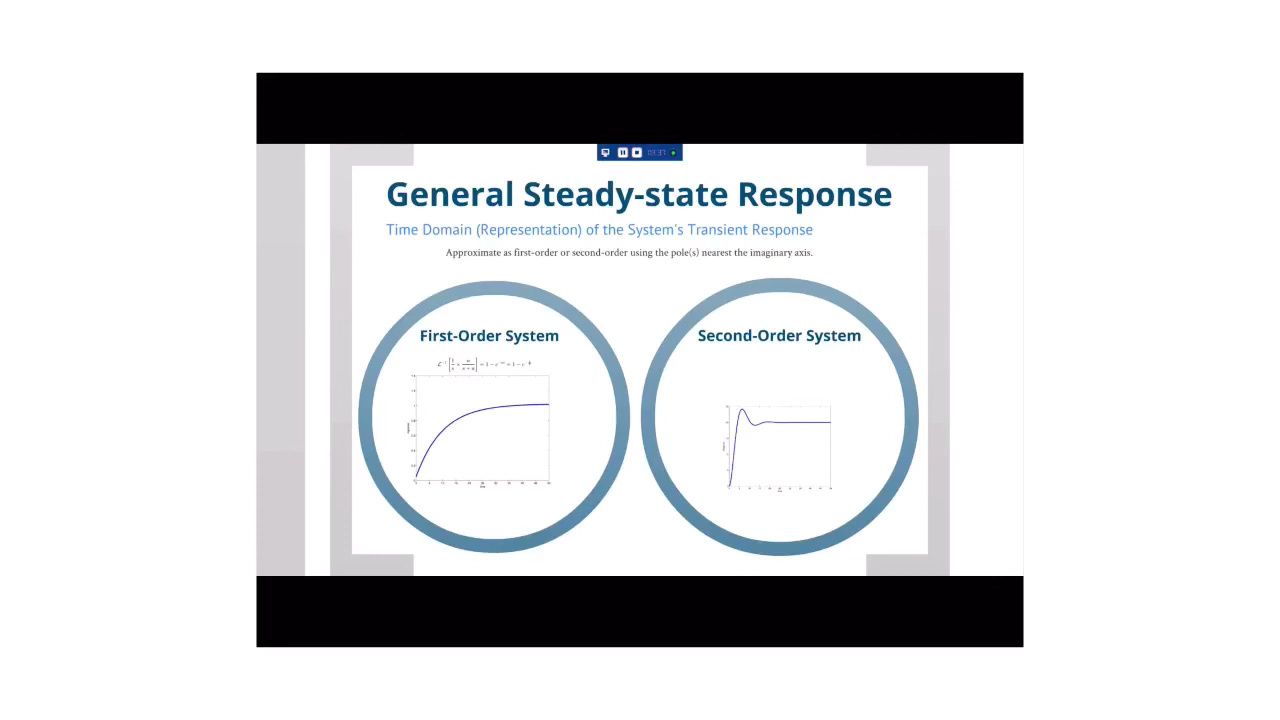 General Steady-state Response
Time Domain (Representation) of the System's Transient Response
Approximate as first-order or second-order using the pole(s) nearest the imaginary axis.
First-Order System
Second-Order System